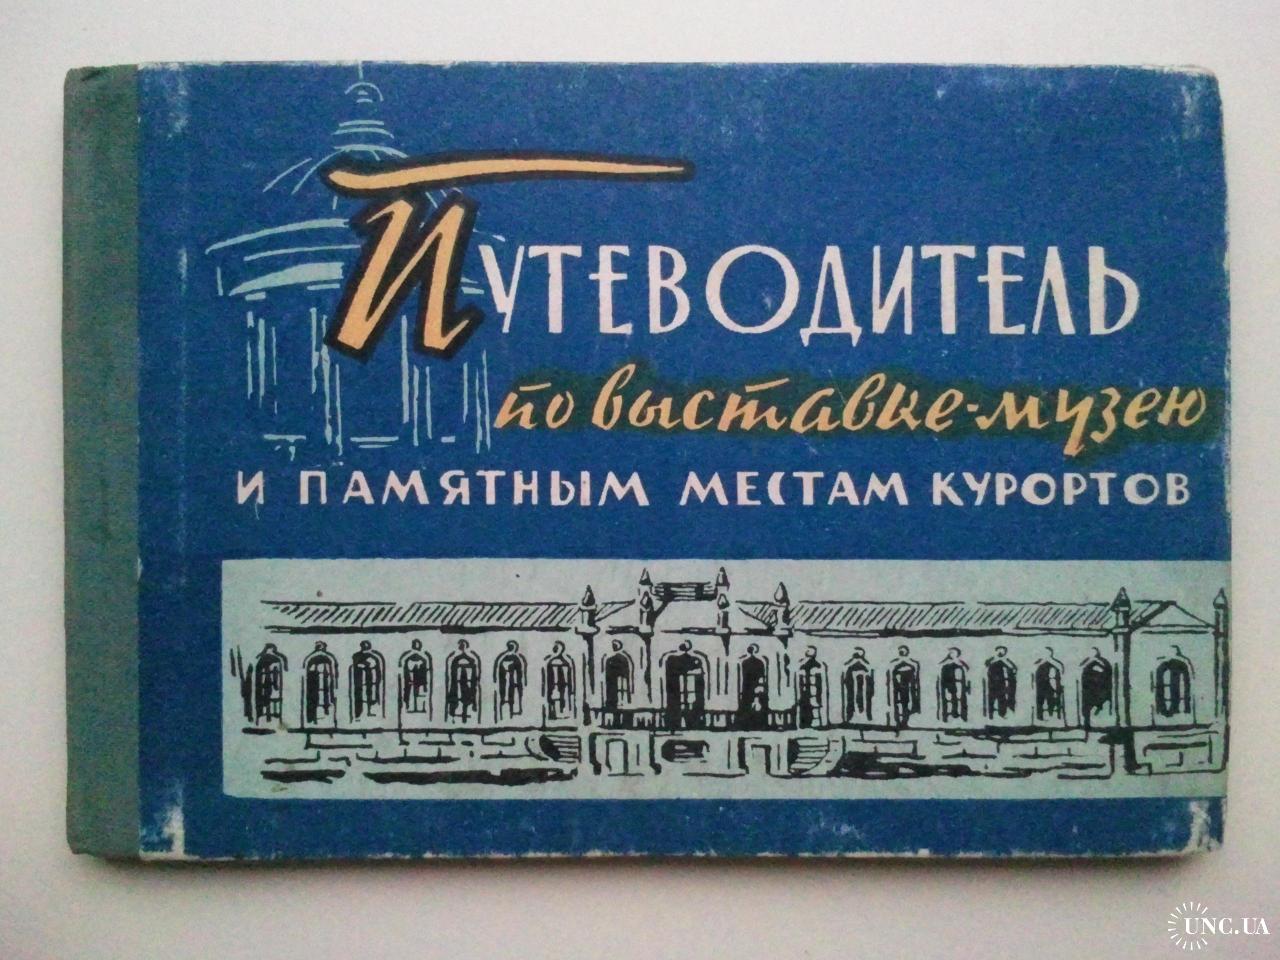 Путеводитель
по выставке-музею
и памятным местам курортов
UNC.UA